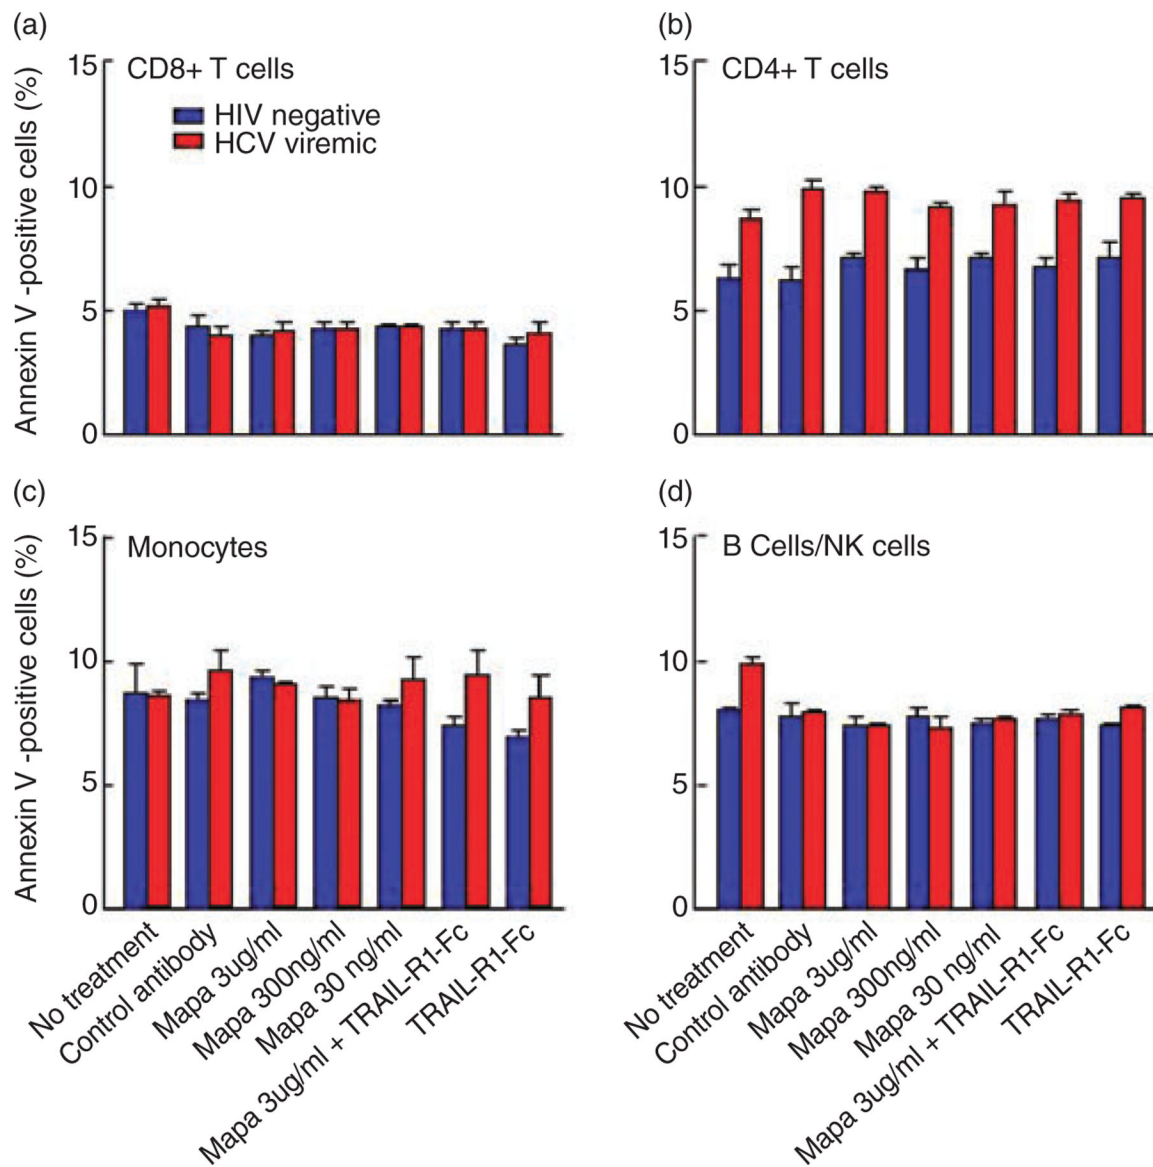 (a)
15
CD8+ T cells
HIV negative
HCV viremic
10
5
0
Annexin V -positive cells (%)
(b)
15
CD4+ T cells
10
5
0
(c)
15
Monocytes
10
5
0
Annexin V -positive cells (%)
No treatment
Control antibody
Mapa 3ug/ml
Mapa 300ng/ml
Mapa 30 ng/ml
Mapa 3ug/ml + TRAIL-R1-Fc
TRAIL-R1-Fc
(d)
15
B Cells/NK cells
10
5
0
No treatment
Control antibody
Mapa 3ug/ml
Mapa 300ng/ml
Mapa 30 ng/ml
Mapa 3ug/ml + TRAIL-R1-Fc
TRAIL-R1-Fc